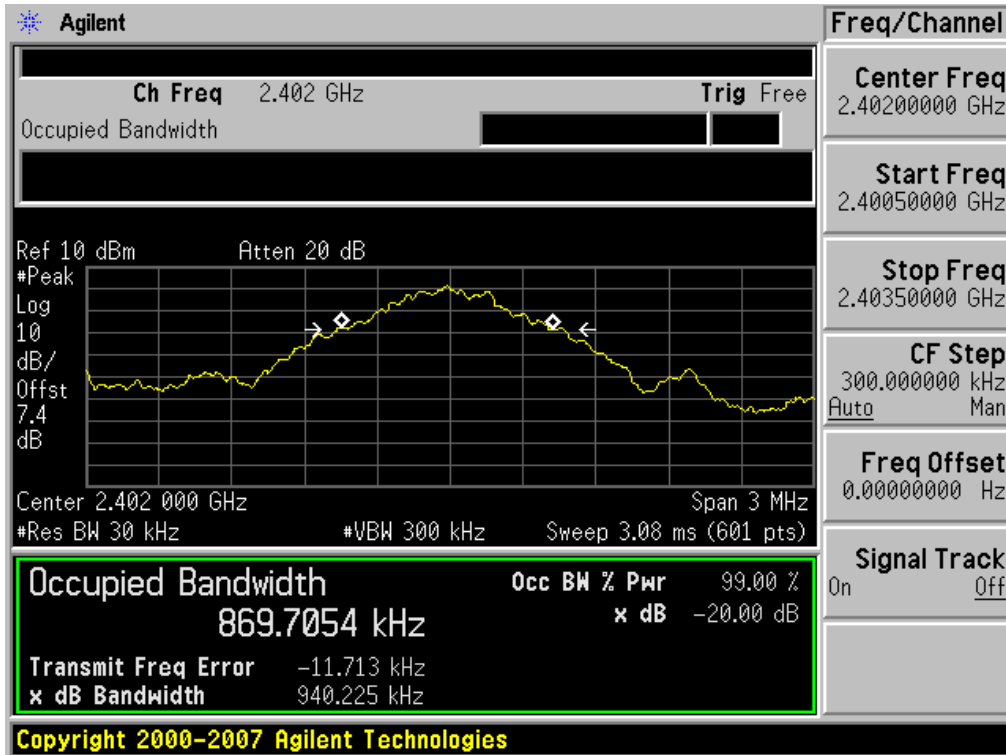 Agilent
Freq/Channel
Ch Freq 2.402 GHz Trig Free
Occupied Bandwidth
Center Freq
2.40200000 GHz
Start Freq
2.40050000 GHz
Stop Freq
2.40350000 GHz
CF Step
300.000000 kHz
Auto Man
Freq Offset
0.00000000 Hz
Signal Track
On Off
Ref 10 dBm Atten 20 dB
#Peak
Log
10
dB/
Offst
7.4
dB
Center 2.402 000 GHz Span 3 MHz
#Res BW 30 kHz #VBW 300 kHz Sweep 3.08 ms (601 pts)
Occupied Bandwidth
869.7054 kHz
Occ BW % Pwr 99.00 %
x dB -20.00 dB
Transmit Freq Error -11.713 kHz
x dB Bandwidth 940.225 kHz
Copyright 2000-2007 Agilent Technologies